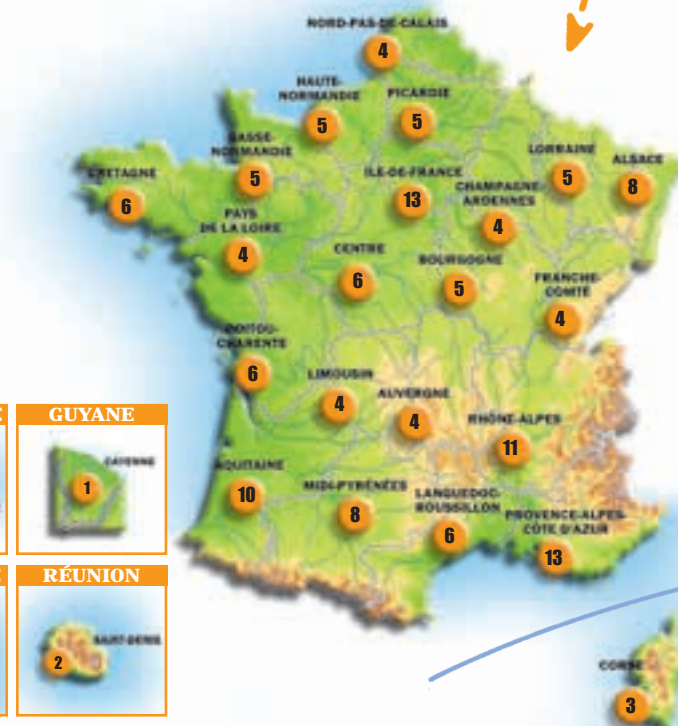 NORD-PAS-DE-CALAIS
4
HAUTE-
NORMANDIE
5
PICARDIE
5
BASSE-
NORMANDIE
5
LORRAINE
5
ALSACE
8
BRETAGNE
6
ILE-DE-FRANCE
13
CHAMPAGNE-
ARDENNES
4
PAYS
DE LA LOIRE
4
CENTRE
6
BOURGOGNE
5
FRANCHE-
COMTÉ
4
POITOU-
CHARENTE
6
LIMOUSIN
4
AUVERGNE
4
RHÔNE-ALPES
11
AQUITAINE
10
MIDI-PYRÉNÉES
8
LANGUEDOC-
ROUSSILLON
6
PROVENCE-ALPES-
CÔTE D'AZUR
13
CORSE
3
GUYANE
CAYENNE
1
RÉUNION
SAINT-DENIS
2